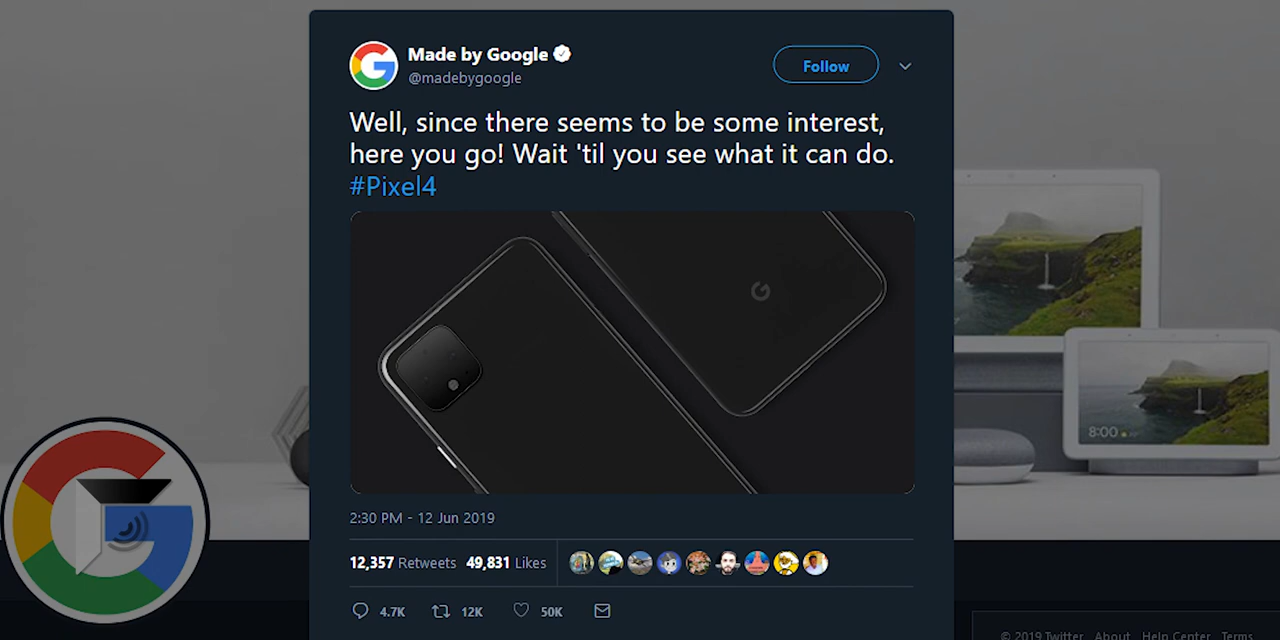 Made by Google
@madebygoogle
Follow
Well, since there seems to be some interest,
here you go! Wait 'til you see what it can do.
#Pixel4
8:00
2:30 PM - 12 Jun 2019
12,357 Retweets 49,831 Likes
4.7K 12K 50K
© 2019 Twitter About Help Center Terms